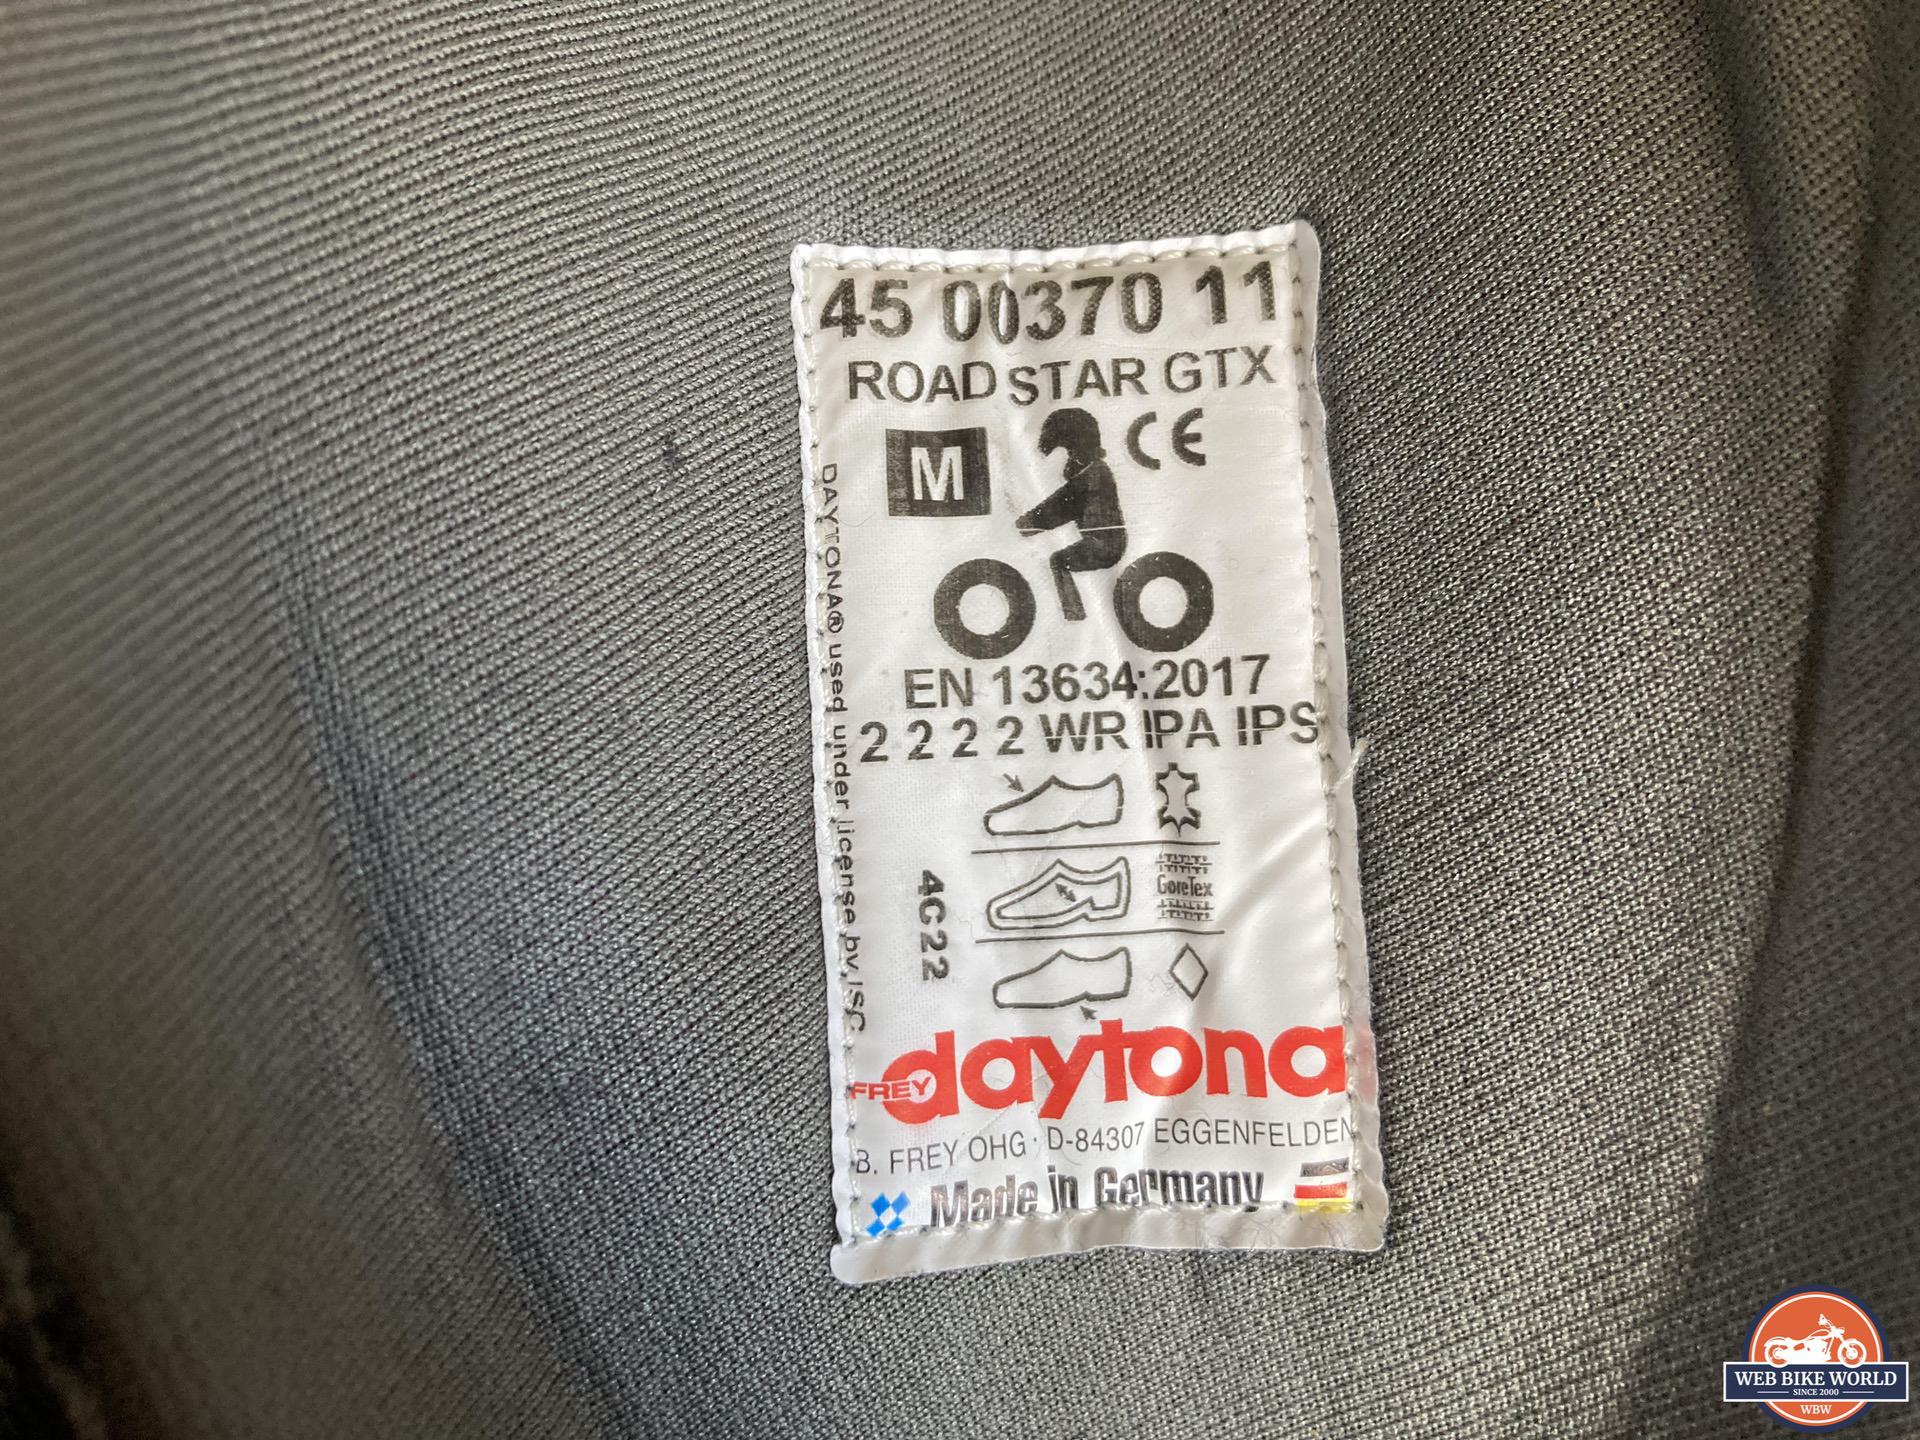 45 00370 11
ROAD STAR GTX
M
CE
DAYTONA® used under license by ISC
EN 13634:2017
2 2 2 2 WR IPA IPS
GoreTex
4C22
FREY daytona
B. FREY OHG · D-84307 EGGENFELDEN
Made in Germany
WEB BIKE WORLD
SINCE 2000
WBW